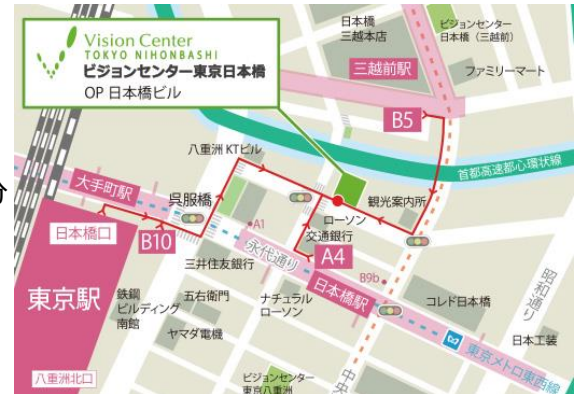 Vision Center
TOKYO NIHONBASHI
ビジョンセンター東京日本橋
OP 日本橋ビル
日本橋
三越本店
ビジョンセンター
日本橋（三越前）
三越前駅
ファミリーマート
B5
八重洲 KTビル
首都高速都心環状線
分
大手町駅
呉服橋
観光案内所
日本橋口
B10
A1
ローソン
交通銀行
永代通り
A4
三井住友銀行
B9b
日本橋駅
昭和通り
東京駅
鉄鋼
ビルディング
南館
五右衛門
ナチュラル
ローソン
コレド日本橋
ヤマダ電機
日本工装
東京メトロ東西線
八重洲北口
ビジョンセンター
東京八重洲
中央